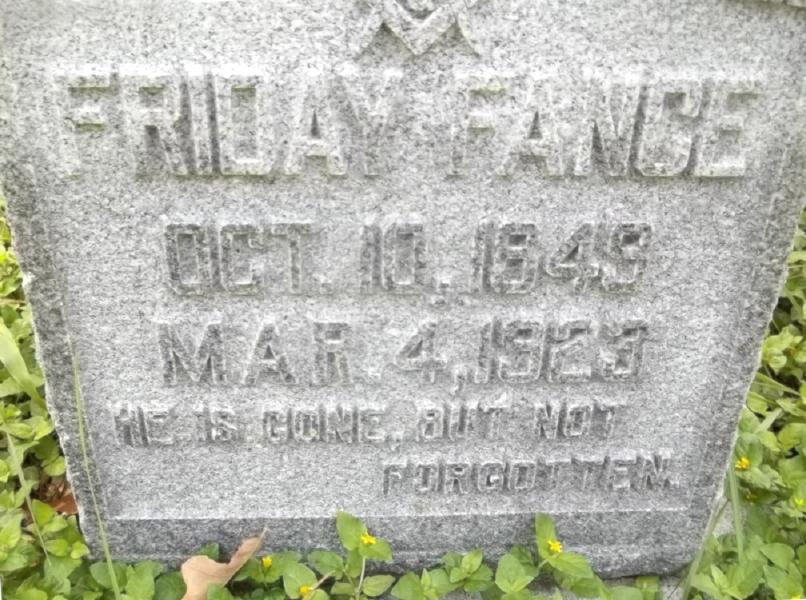 FRIDAY FANCE
OCT. 10, 1849
MAR. 4, 1923
HE IS GONE, BUT NOT
FORGOTTEN.